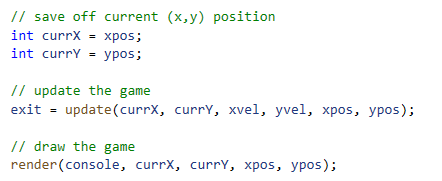 // save off current (x,y) position
int currX = xpos;
int currY = ypos;
// update the game
exit = update(currX, currY, xvel, yvel, xpos, ypos);
// draw the game
render(console, currX, currY, xpos, ypos);